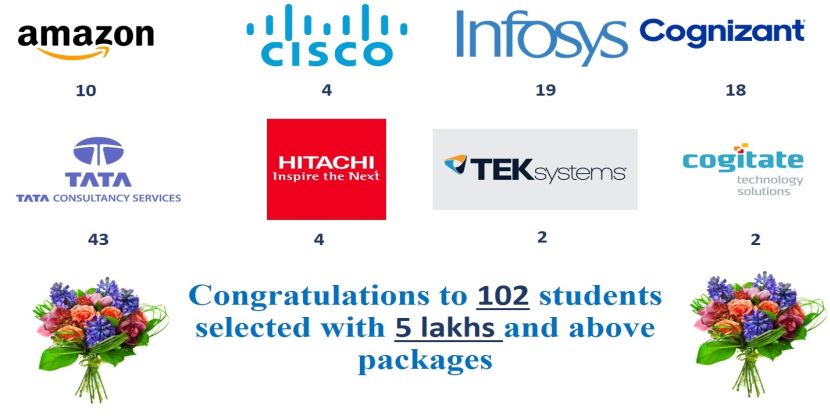 amazon
CISCO
Infosys
Cognizant
10
4
19
18
TATA
TATA CONSULTANCY SERVICES
HITACHI
Inspire the Next
TEKsystems
cogitate
technology
solutions
43
4
2
2
Congratulations to 102 students
selected with 5 lakhs and above
packages